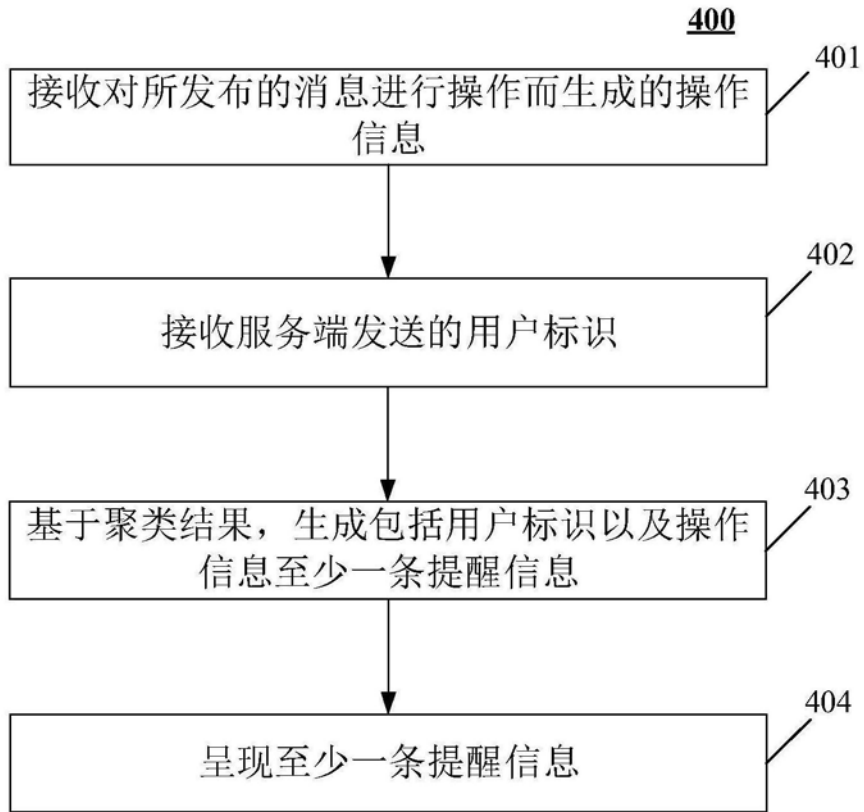 400
401
接收对所发布的消息进行操作而生成的操作
信息
402
接收服务端发送的用户标识
403
基于聚类结果，生成包括用户标识以及操作
信息至少一条提醒信息
404
呈现至少一条提醒信息